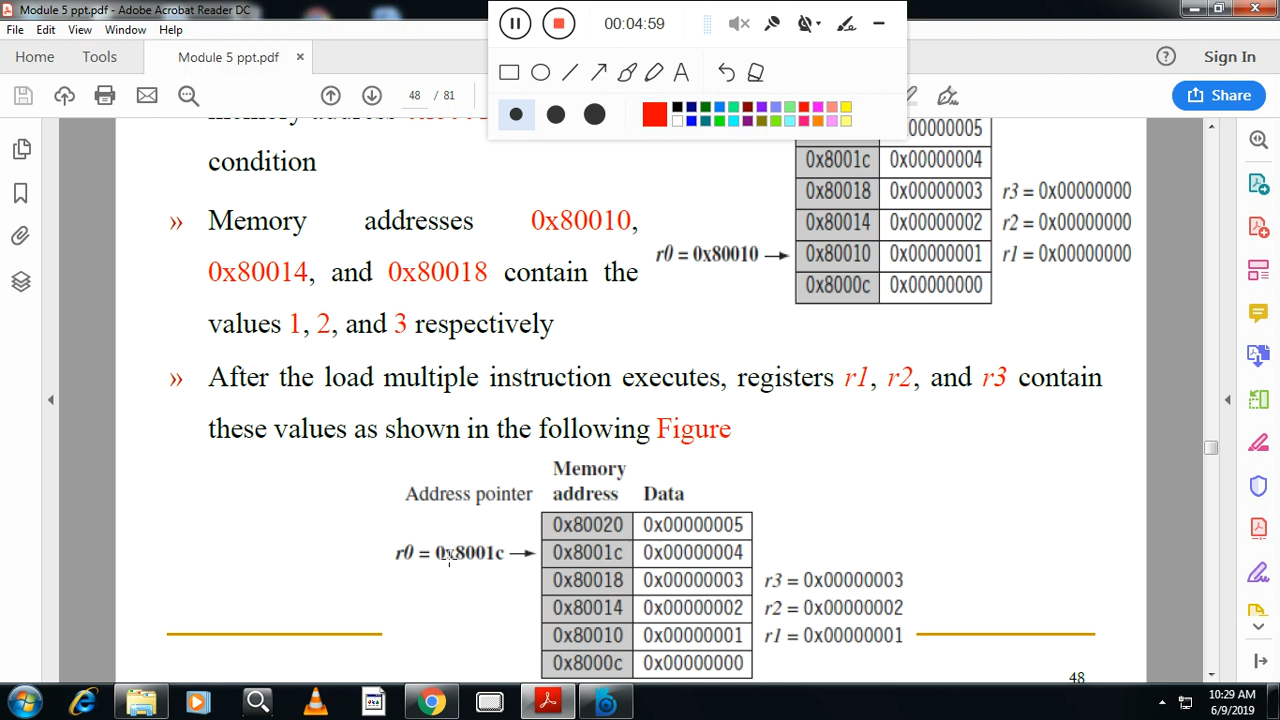 Module 5 ppt.pdf - Adobe Acrobat Reader DC
File Edit View Window Help
00:04:59
Home Tools Module 5 ppt.pdf × Sign In
48 / 81
Share
condition
» Memory addresses 0x80010,
0x80014, and 0x80018 contain the
values 1, 2, and 3 respectively
0x00000005
0x8001c 0x00000004
0x80018 0x00000003 r3 = 0x00000000
0x80014 0x00000002 r2 = 0x00000000
r0 = 0x80010 → 0x80010 0x00000001 r1 = 0x00000000
0x8000c 0x00000000
» After the load multiple instruction executes, registers r1, r2, and r3 contain
these values as shown in the following Figure
Memory
Address pointer address Data
0x80020 0x00000005
r0 = 0x8001c → 0x8001c 0x00000004
0x80018 0x00000003 r3 = 0x00000003
0x80014 0x00000002 r2 = 0x00000002
0x80010 0x00000001 r1 = 0x00000001
0x8000c 0x00000000
48
10:29 AM
6/9/2019